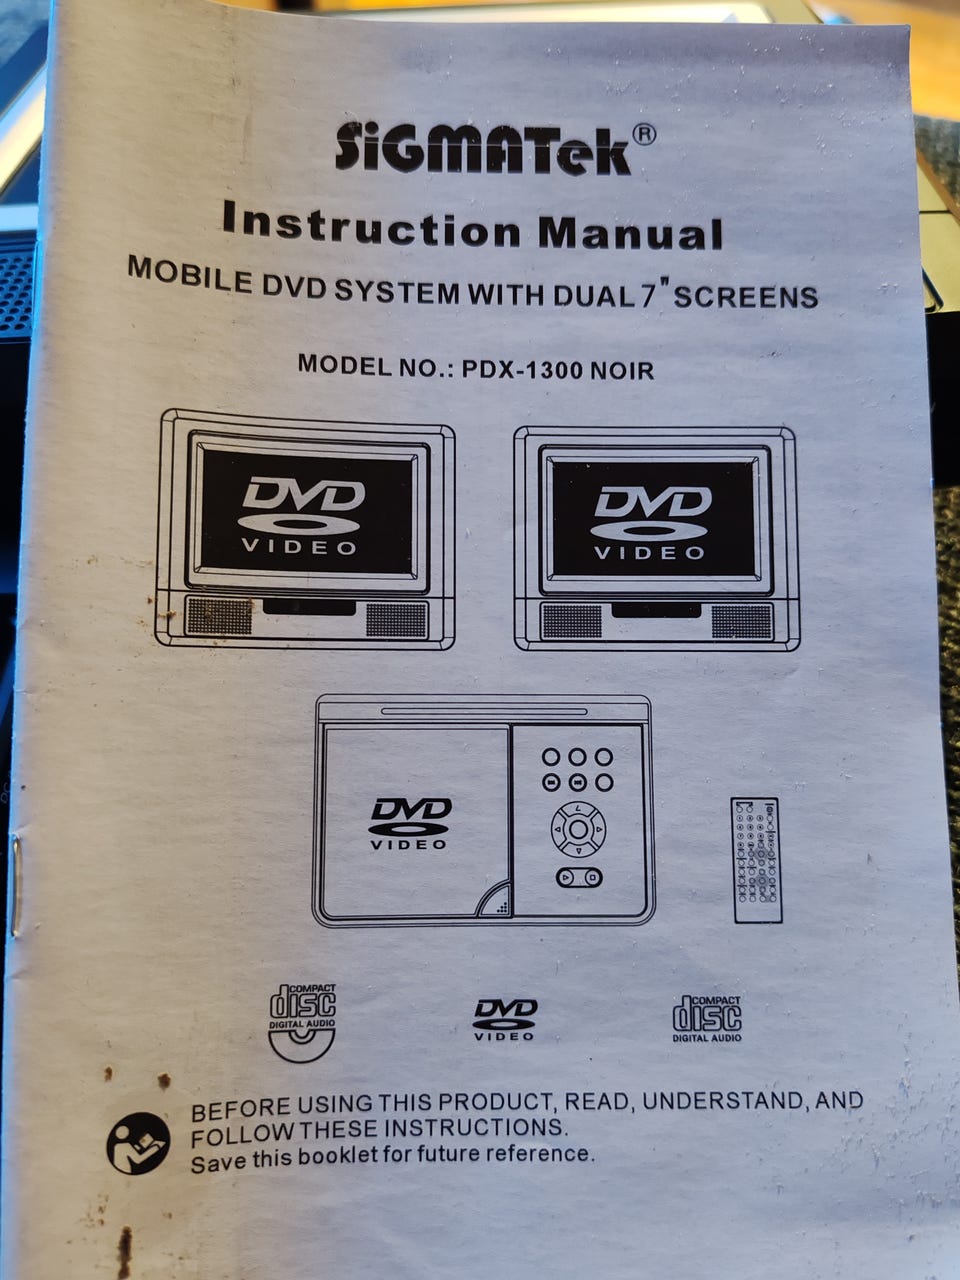 SiGMATek®
Instruction Manual
MOBILE DVD SYSTEM WITH DUAL 7" SCREENS
MODEL NO.: PDX-1300 NOIR
DVD
VIDEO
DVD
VIDEO
DVD
VIDEO
COMPACT
disc
DIGITAL AUDIO
DVD
VIDEO
COMPACT
disc
DIGITAL AUDIO
BEFORE USING THIS PRODUCT, READ, UNDERSTAND, AND
FOLLOW THESE INSTRUCTIONS.
Save this booklet for future reference.